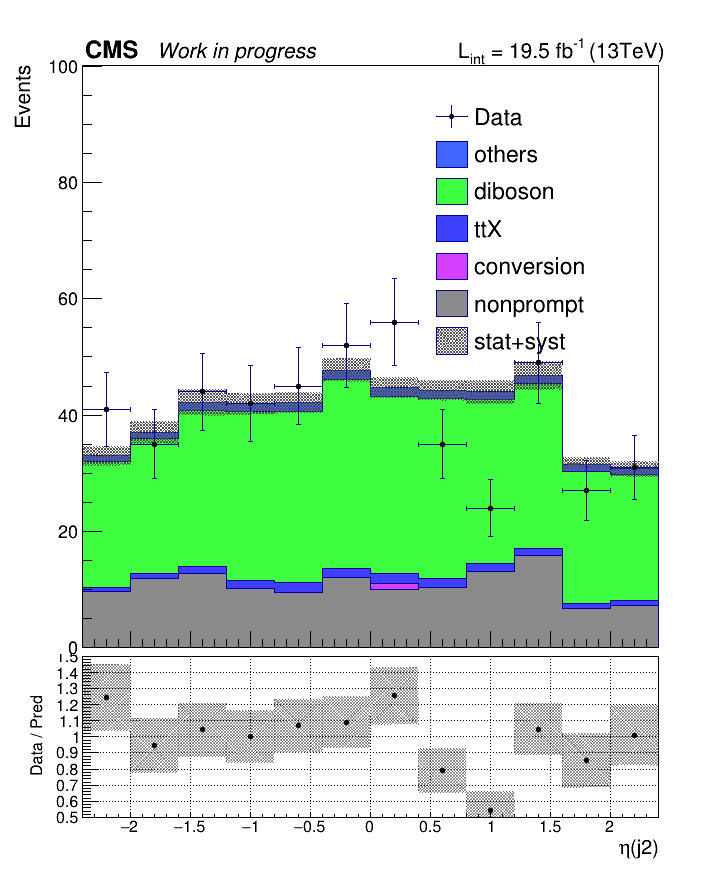 CMS Work in progress L_int = 19.5 fb^-1 (13TeV)
Events
100
80
60
40
20
0
Data
others
diboson
ttX
conversion
nonprompt
stat+syst
Data / Pred
1.5
1.4
1.3
1.2
1.1
1
0.9
0.8
0.7
0.6
0.5
−2 −1.5 −1 −0.5 0 0.5 1 1.5 2
η(j2)